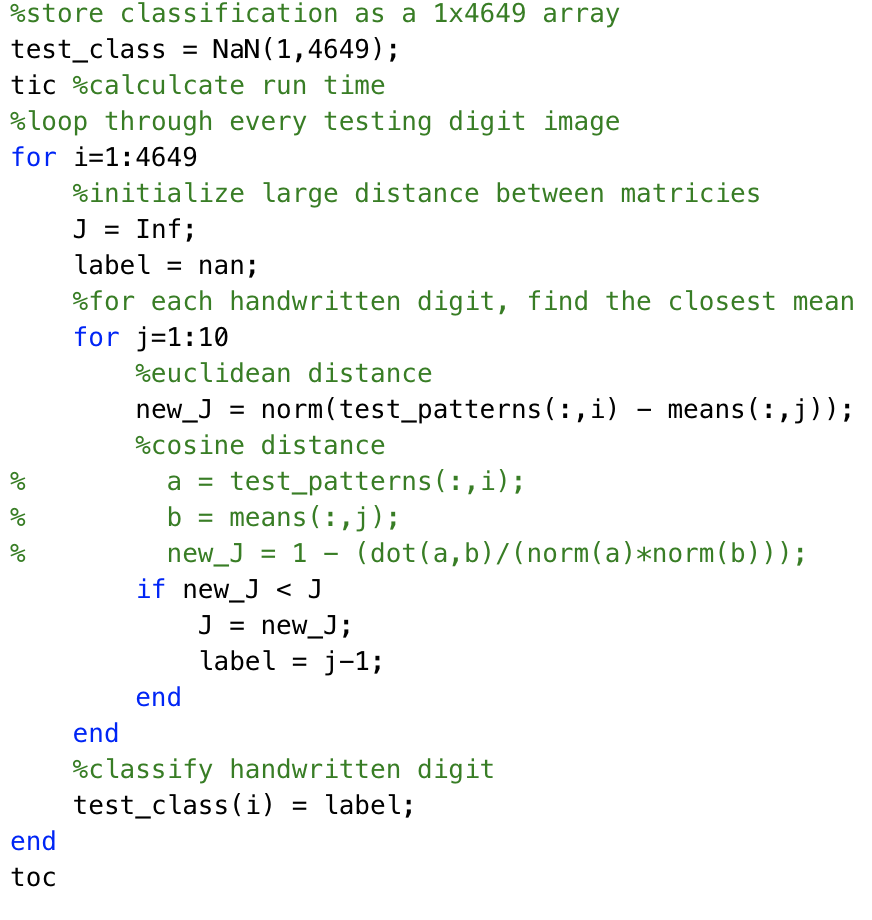 %store classification as a 1x4649 array
test_class = NaN(1,4649);
tic %calculcate run time
%loop through every testing digit image
for i=1:4649
    %initialize large distance between matricies
    J = Inf;
    label = nan;
    %for each handwritten digit, find the closest mean
    for j=1:10
        %euclidean distance
        new_J = norm(test_patterns(:,i) - means(:,j));
        %cosine distance
%         a = test_patterns(:,i);
%         b = means(:,j);
%         new_J = 1 - (dot(a,b)/(norm(a)*norm(b)));
        if new_J < J
            J = new_J;
            label = j-1;
        end
    end
    %classify handwritten digit
    test_class(i) = label;
end
toc